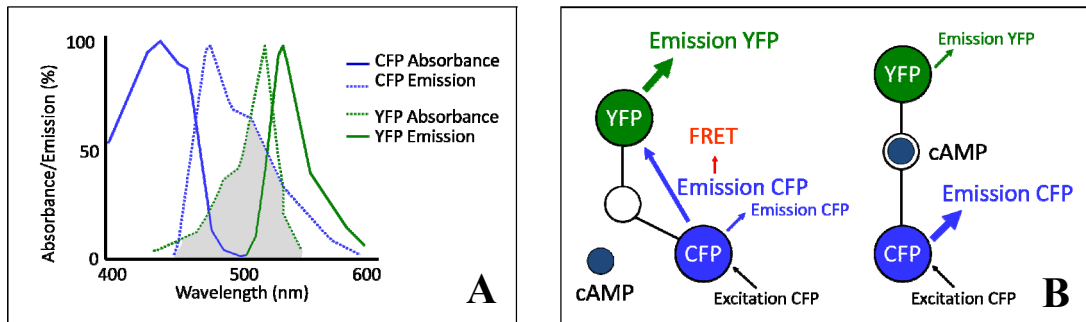 100
50
0
400
500
600
Absorbance/Emission (%)
Wavelength (nm)
CFP Absorbance
CFP Emission
YFP Absorbance
YFP Emission
A
Emission YFP
YFP
FRET
Emission CFP
Emission CFP
CFP
cAMP
Excitation CFP
Emission YFP
YFP
cAMP
Emission CFP
CFP
Excitation CFP
B